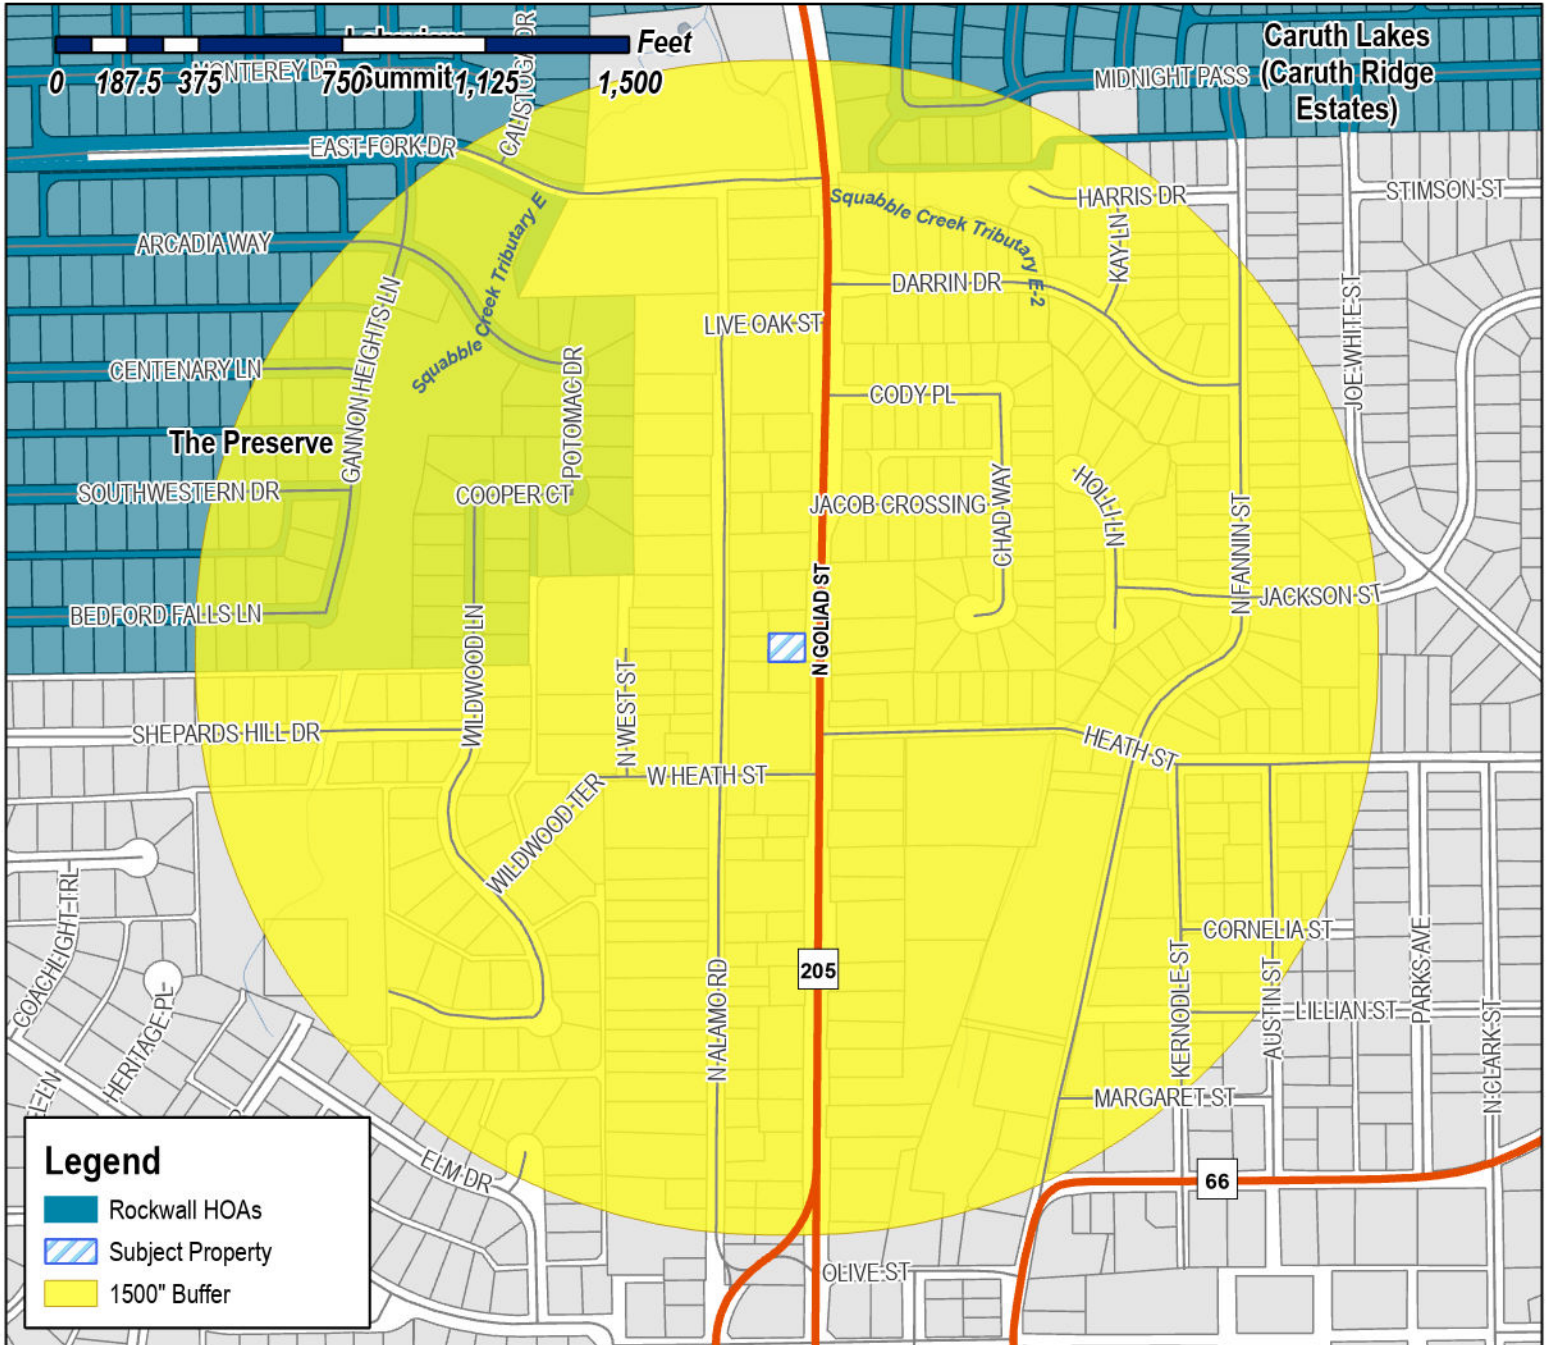 Caruth Lakes
(Caruth Ridge
Estates)
Feet
0 187.5 375 750 1,125 1,500
Summit
MONTEREY DR
MIDNIGHT PASS
EAST FORK DR
HARRIS DR
STIMSON ST
Squabble Creek Tributary E
Squabble Creek Tributary E-2
ARCADIA WAY
KAY LN
DARRIN DR
LIVE OAK ST
JOE WHITE ST
GANNON HEIGHTS LN
CENTENARY LN
POTOMAC DR
CODY PL
The Preserve
SOUTHWESTERN DR
COOPER CT
JACOB CROSSING
CHAD WAY
HOLLI LN
N FANNIN ST
N GOLIAD ST
JACKSON ST
BEDFORD FALLS LN
WILDWOOD LN
N WEST ST
SHEPARDS HILL DR
HEATH ST
W HEATH ST
WILDWOOD TER
COACHLIGHT TRL
CORNELIA ST
PARKS AVE
205
KERNODLE ST
AUSTIN ST
HERITAGE PL
N ALAMO RD
LILLIAN ST
N CLARK ST
MARGARET ST
ELM DR
66
OLIVE ST
Legend
Rockwall HOAs
Subject Property
1500" Buffer